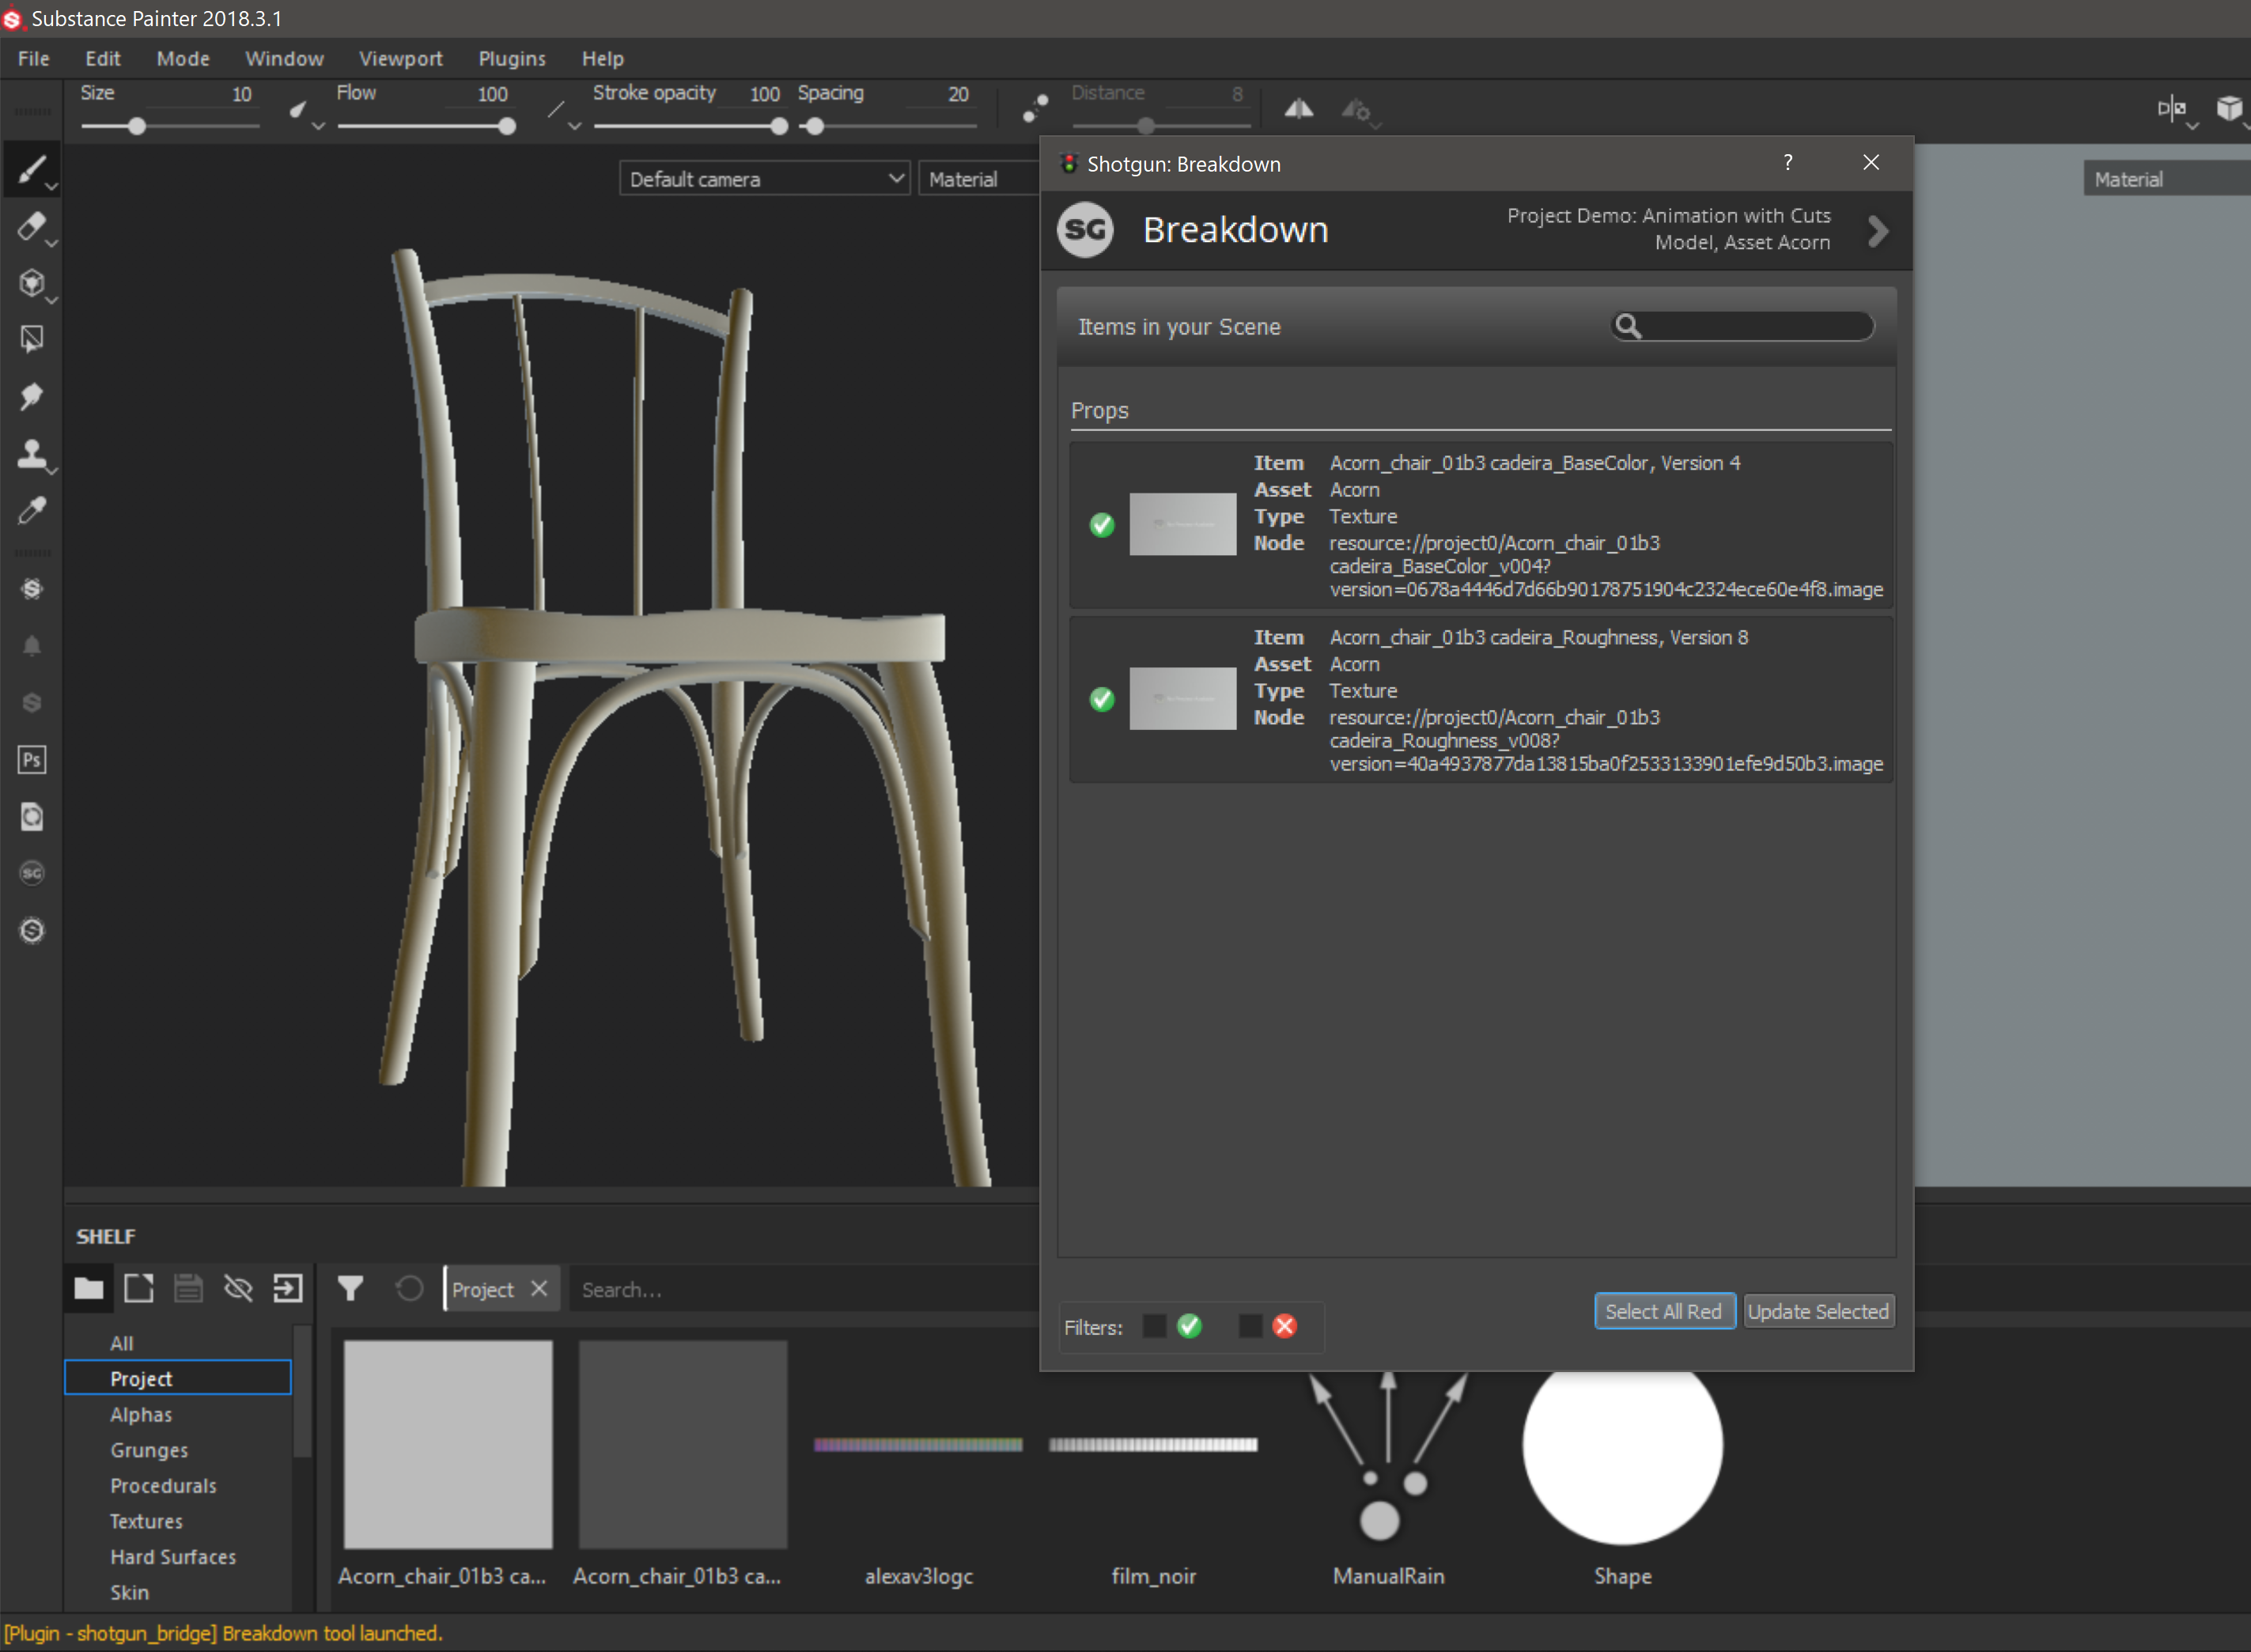 Substance Painter 2018.3.1
File Edit Mode Window Viewport Plugins Help
Size 10 Flow 100 Stroke opacity 100 Spacing 20 Distance 8
Default camera Material
Material
Shotgun: Breakdown ?
SG Breakdown
Project Demo: Animation with Cuts
Model, Asset Acorn
Items in your Scene
Props
Item Acorn_chair_01b3 cadeira_BaseColor, Version 4
Asset Acorn
Type Texture
Node resource://project0/Acorn_chair_01b3
cadeira_BaseColor_v004?
version=0678a4446d7d66b90178751904c2324ece60e4f8.image
Item Acorn_chair_01b3 cadeira_Roughness, Version 8
Asset Acorn
Type Texture
Node resource://project0/Acorn_chair_01b3
cadeira_Roughness_v008?
version=40a4937877da13815ba0f2533133901efe9d50b3.image
Filters:
Select All Red Update Selected
Ps
SG
SHELF
Project Search...
All
Project
Alphas
Grunges
Procedurals
Textures
Hard Surfaces
Skin
Acorn_chair_01b3 ca... Acorn_chair_01b3 ca... alexav3logc film_noir ManualRain Shape
[Plugin - shotgun_bridge] Breakdown tool launched.